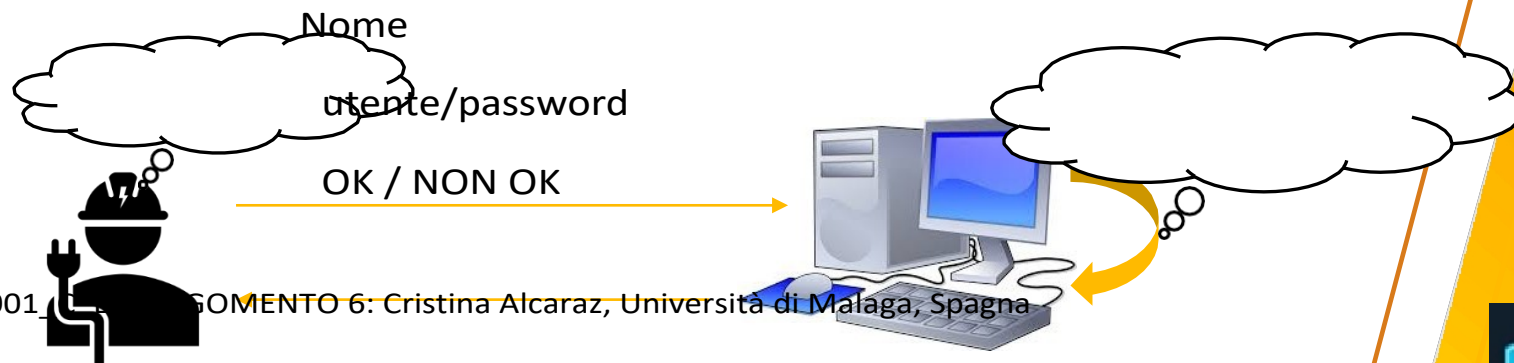 Nome
utente/password
OK / NON OK
GOMENTO 6: Cristina Alcaraz, Università di Malaga, Spagna